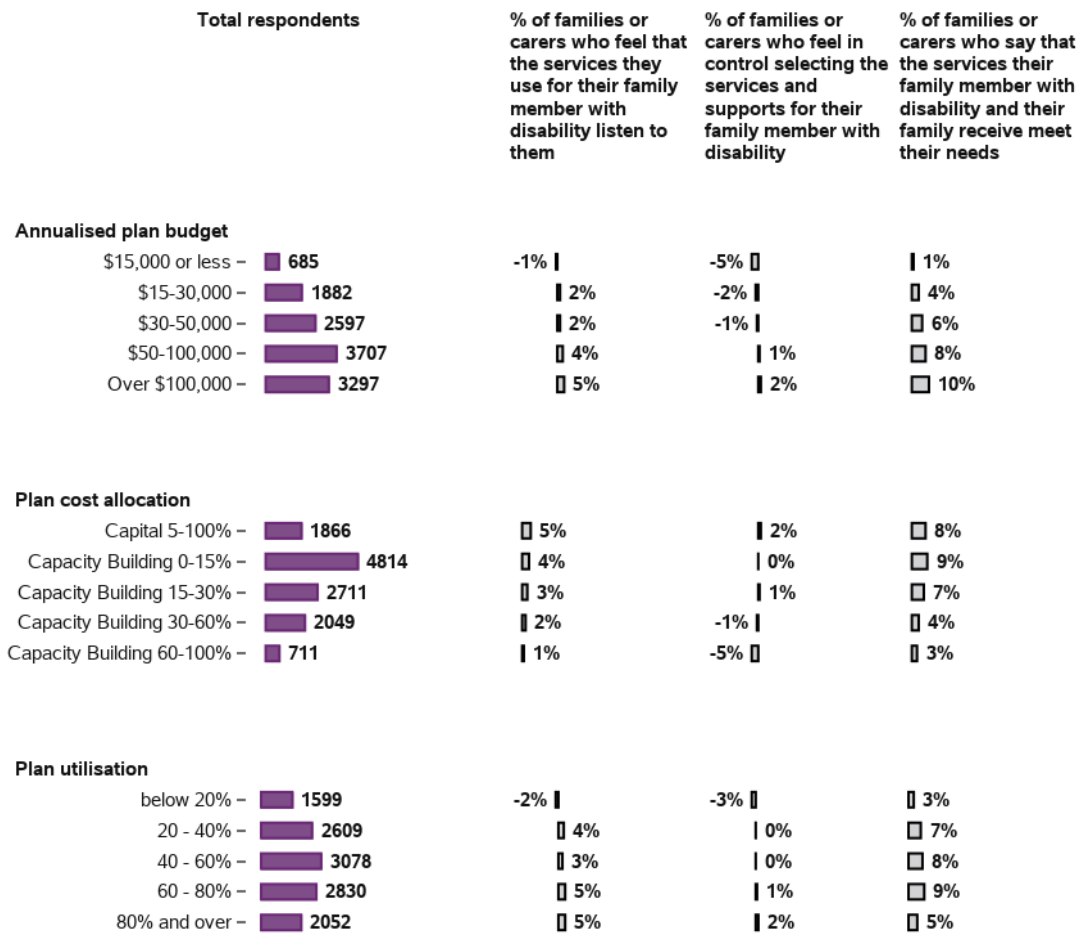 Total respondents
% of families or
carers who feel that
the services they
use for their family
member with
disability listen to
them
% of families or
carers who feel in
control selecting the
services and
supports for their
family member with
disability
% of families or
carers who say that
the services their
family member with
disability and their
family receive meet
their needs
Annualised plan budget
$15,000 or less – 685 -1% -5% 1%
$15-30,000 – 1882 2% -2% 4%
$30-50,000 – 2597 2% -1% 6%
$50-100,000 – 3707 4% 1% 8%
Over $100,000 – 3297 5% 2% 10%
Plan cost allocation
Capital 5-100% – 1866 5% 2% 8%
Capacity Building 0-15% – 4814 4% 0% 9%
Capacity Building 15-30% – 2711 3% 1% 7%
Capacity Building 30-60% – 2049 2% -1% 4%
Capacity Building 60-100% – 711 1% -5% 3%
Plan utilisation
below 20% – 1599 -2% -3% 3%
20 - 40% – 2609 4% 0% 7%
40 - 60% – 3078 3% 0% 8%
60 - 80% – 2830 5% 1% 9%
80% and over – 2052 5% 2% 5%